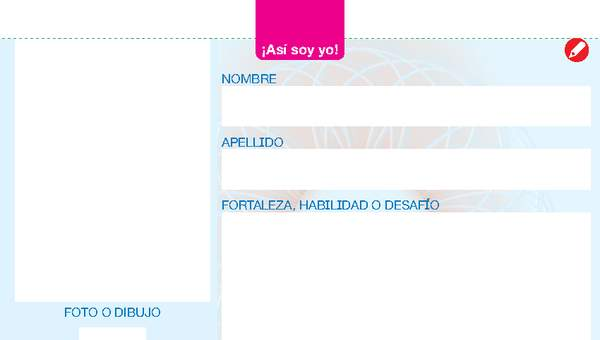 ¡Así soy yo!
NOMBRE
APELLIDO
FORTALEZA, HABILIDAD O DESAFÍO
FOTO O DIBUJO